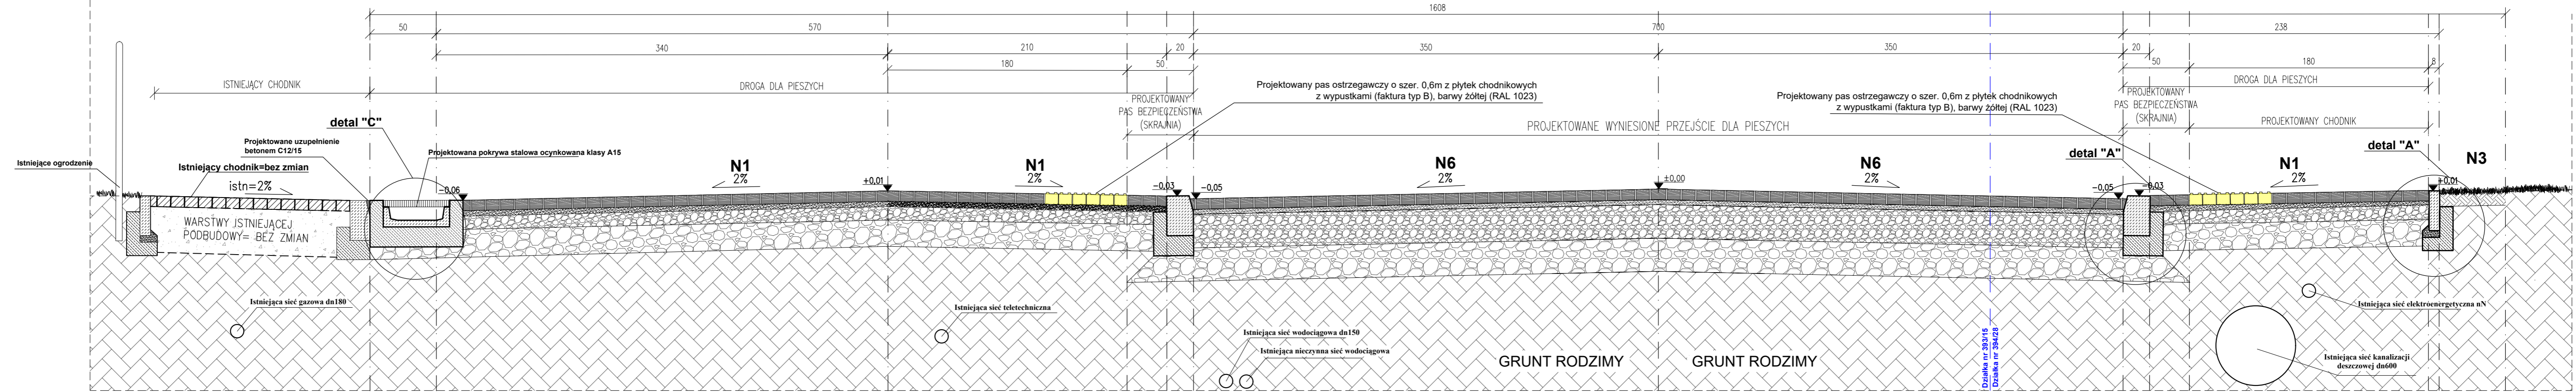 1608
50
570
700
238
340
210
20
350
350
20
180
50
50
180
8
ISTNIEJĄCY CHODNIK
DROGA DLA PIESZYCH
DROGA DLA PIESZYCH
Projektowany pas ostrzegawczy o szer. 0,6m z płytek chodnikowych
z wypustkami (faktura typ B), barwy żółtej (RAL 1023)
Projektowany pas ostrzegawczy o szer. 0,6m z płytek chodnikowych
z wypustkami (faktura typ B), barwy żółtej (RAL 1023)
PROJEKTOWANY
PAS BEZPIECZEŃSTWA
(SKRAJNIA)
PROJEKTOWANE WYNIESIONE PRZEJŚCIE DLA PIESZYCH
PROJEKTOWANY
PAS BEZPIECZEŃSTWA
(SKRAJNIA)
PROJEKTOWANY CHODNIK
detal "C"
Projektowane uzupełnienie
betonem C12/15
Projektowana pokrywa stalowa ocynkowana klasy A15
Istniejące ogrodzenie
Istniejący chodnik=bez zmian
istn=2%
detal "A"
detal "A"
N1
2%
N1
2%
N6
2%
N6
2%
N1
2%
N3
-0,06
+0,01
-0,03
-0,05
±0,00
-0,05
-0,03
+0,01
WARSTWY ISTNIEJĄCEJ
PODBUDOWY= BEZ ZMIAN
Istniejąca sieć gazowa dn180
Istniejąca sieć teletechniczna
Istniejąca sieć wodociągowa dn150
Istniejąca nieczynna sieć wodociągowa
GRUNT RODZIMY
GRUNT RODZIMY
Działka nr 393/15
Działka nr 394/28
Istniejąca sieć elektroenergetyczna nN
Istniejąca sieć kanalizacji
deszczowej dn600